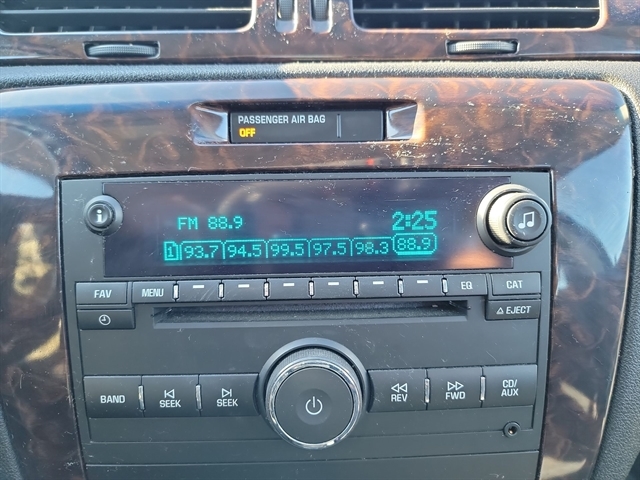 PASSENGER AIR BAG
OFF
FM 88.9 2:25
1 93.7 94.5 99.5 97.5 98.3 88.9
FAV MENU EQ CAT
EJECT
BAND SEEK SEEK REV FWD CD/
AUX